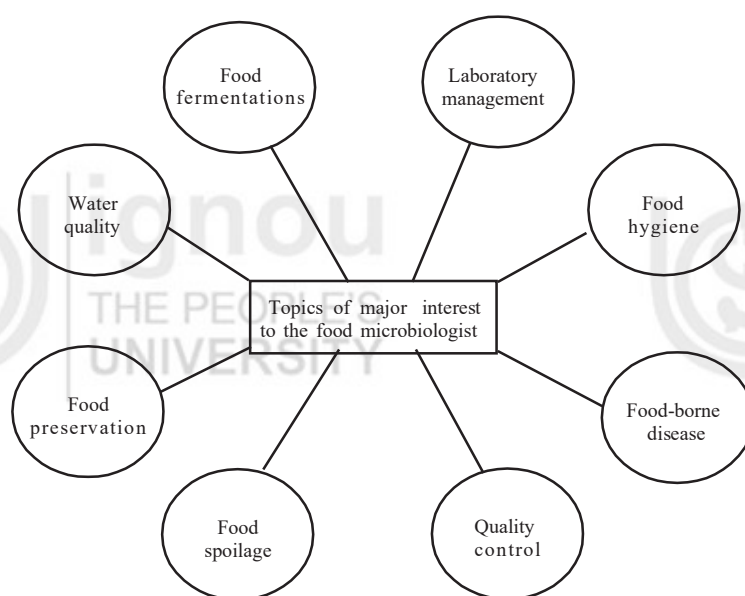 Food
fermentations
Laboratory
management
Water
quality
Food
hygiene
ignou
THE PEOPLE'S
UNIVERSITY
Topics of major interest
to the food microbiologist
Food
preservation
Food-borne
disease
Food
spoilage
Quality
control